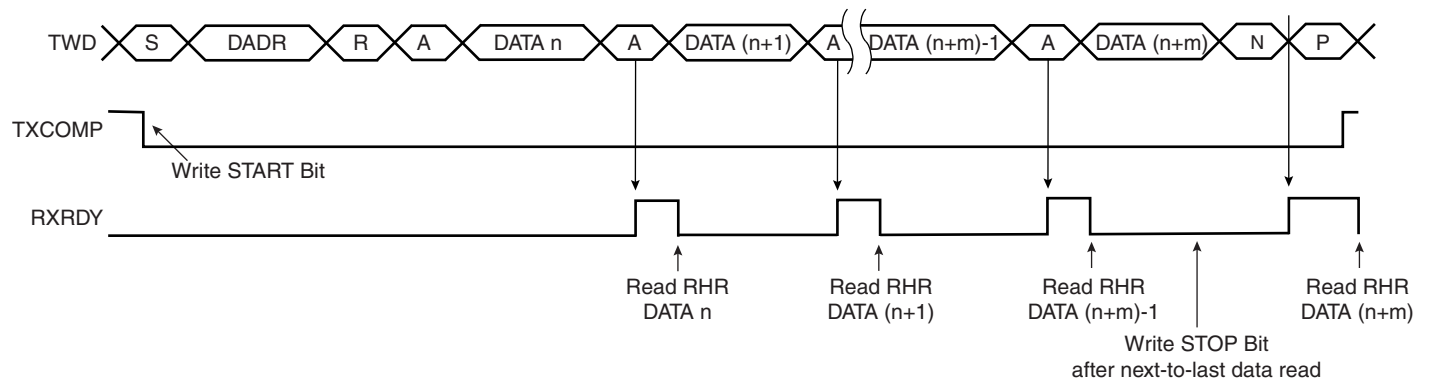 TWD S DADR R A DATA n A DATA (n+1) A DATA (n+m)-1 A DATA (n+m) N P
TXCOMP
Write START Bit
RXRDY
Read RHR
DATA n
Read RHR
DATA (n+1)
Read RHR
DATA (n+m)-1
Read RHR
DATA (n+m)
Write STOP Bit
after next-to-last data read